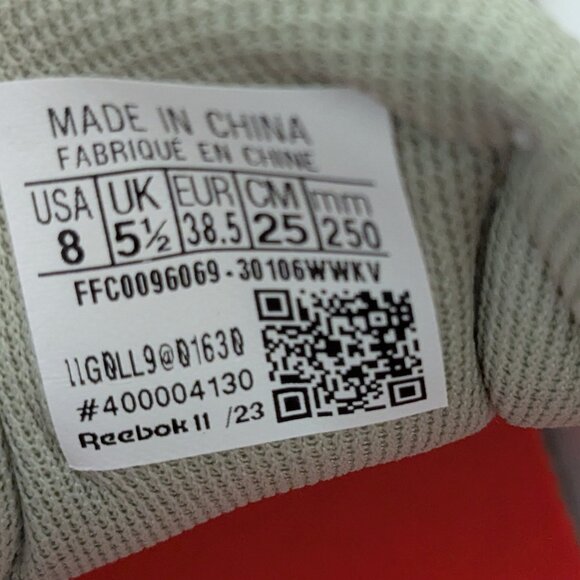 MADE IN CHINA
FABRIQUÉ EN CHINE
USA UK EUR CM mm
8 5½ 38.5 25 250
FFC0096069-30106WWKV
11G0LL9@01630
#400004130
Reebok 11 /23